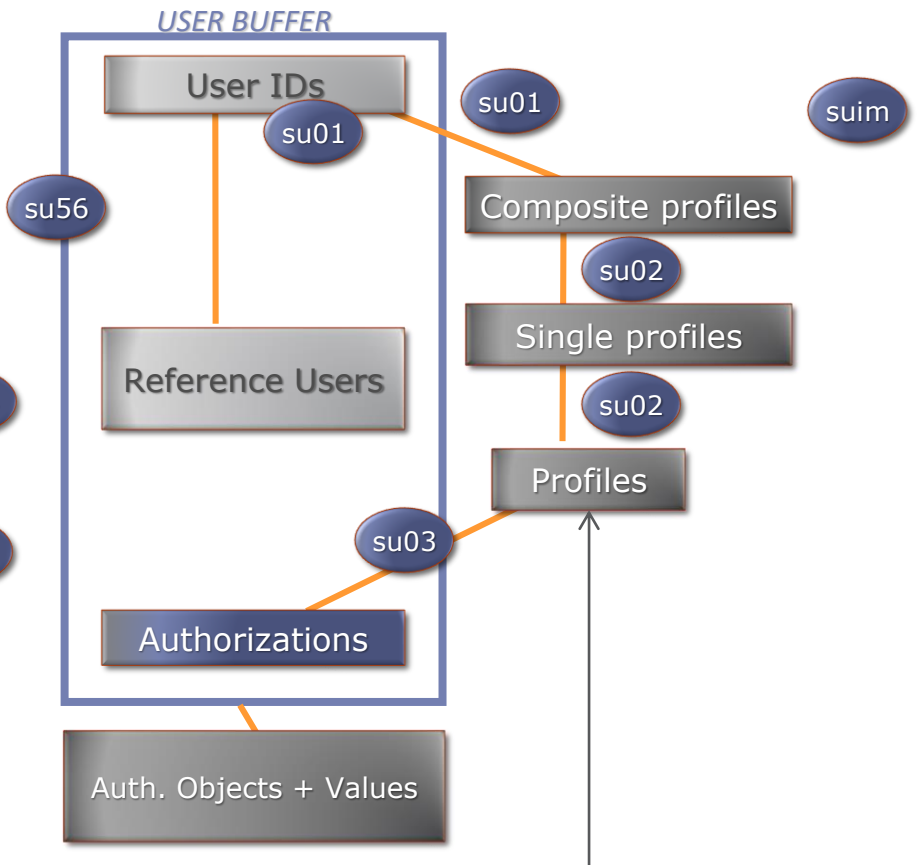 USER BUFFER
User IDs
su01
su01
suim
su56
Composite profiles
su02
Single profiles
Reference Users
su02
Profiles
su03
Authorizations
Auth. Objects + Values